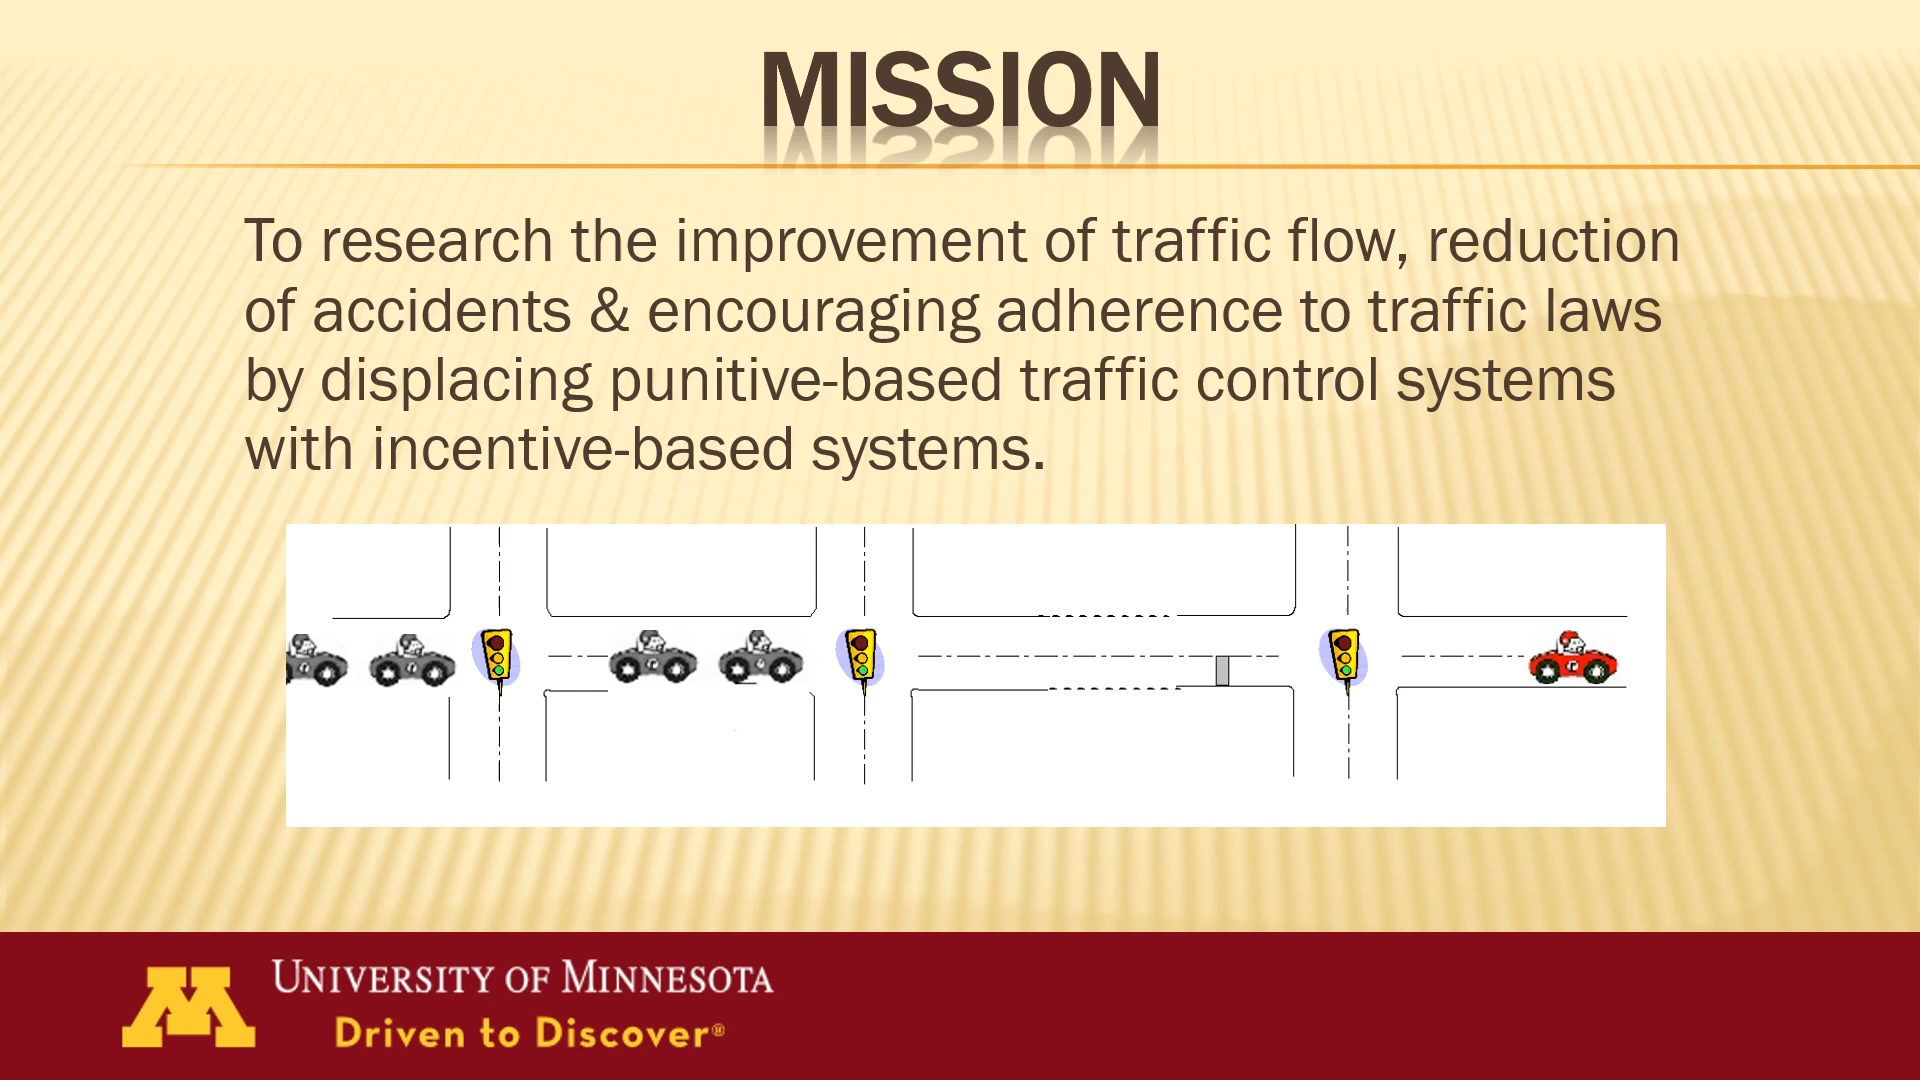 MISSION
To research the improvement of traffic flow, reduction
of accidents & encouraging adherence to traffic laws
by displacing punitive-based traffic control systems
with incentive-based systems.
M
UNIVERSITY OF MINNESOTA
Driven to Discover®